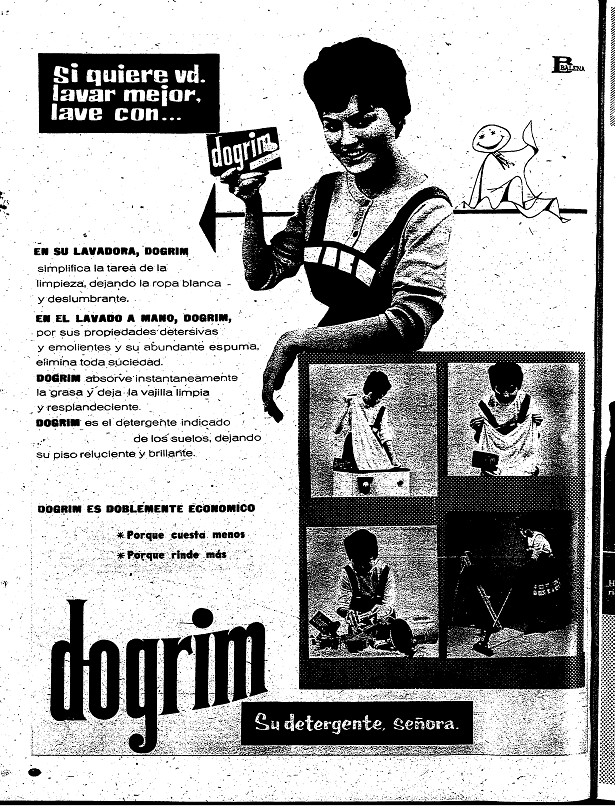 Si quiere vd.
lavar mejor,
lave con...
dogrim
B
BALENA
EN SU LAVADORA, DOGRIM
simplifica la tarea de la
limpieza, dejando la ropa blanca -
y deslumbrante.
EN EL LAVADO A MANO, DOGRIM,
por sus propiedades detersivas
y emolientes y su abundante espuma,
elimina toda suciedad.
DOGRIM absorve instantaneamente
la grasa y deja la vajilla limpia
y resplandeciente.
DOGRIM es el detergente indicado
de los suelos, dejando
su piso reluciente y brillante.
DOGRIM ES DOBLEMENTE ECONOMICO
* Porque cuesta menos
* Porque rinde más
dogrim
Su detergente, señora.